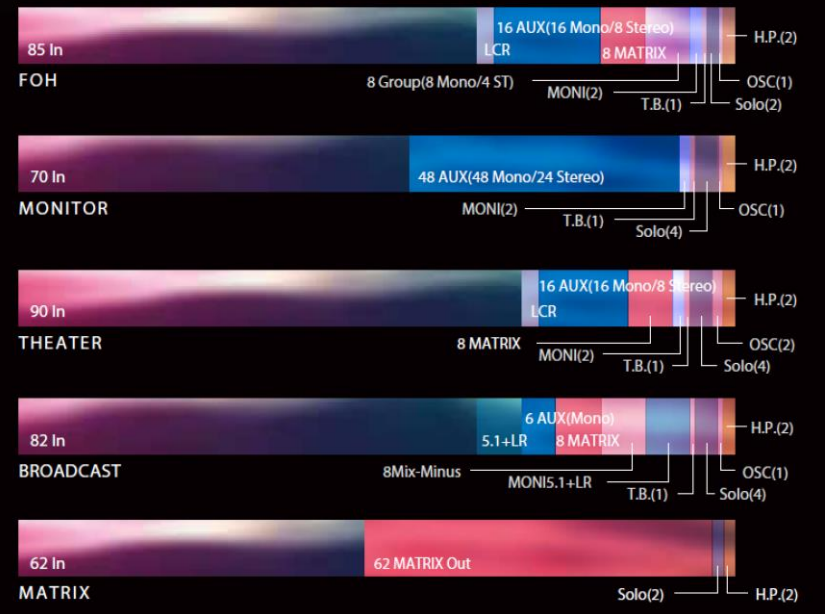 16 AUX(16 Mono/8 Stereo)
H.P.(2)
85 In
LCR
8 MATRIX
FOH
8 Group(8 Mono/4 ST)
MONI(2)
T.B.(1)
Solo(2)
OSC(1)
H.P.(2)
70 In
48 AUX(48 Mono/24 Stereo)
MONITOR
MONI(2)
T.B.(1)
Solo(4)
OSC(1)
16 AUX(16 Mono/8 Stereo)
H.P.(2)
90 In
LCR
THEATER
8 MATRIX
MONI(2)
T.B.(1)
Solo(4)
OSC(2)
6 AUX(Mono)
H.P.(2)
82 In
5.1+LR
8 MATRIX
BROADCAST
8Mix-Minus
MONI5.1+LR
T.B.(1)
Solo(4)
OSC(1)
62 In
62 MATRIX Out
MATRIX
Solo(2)
H.P.(2)